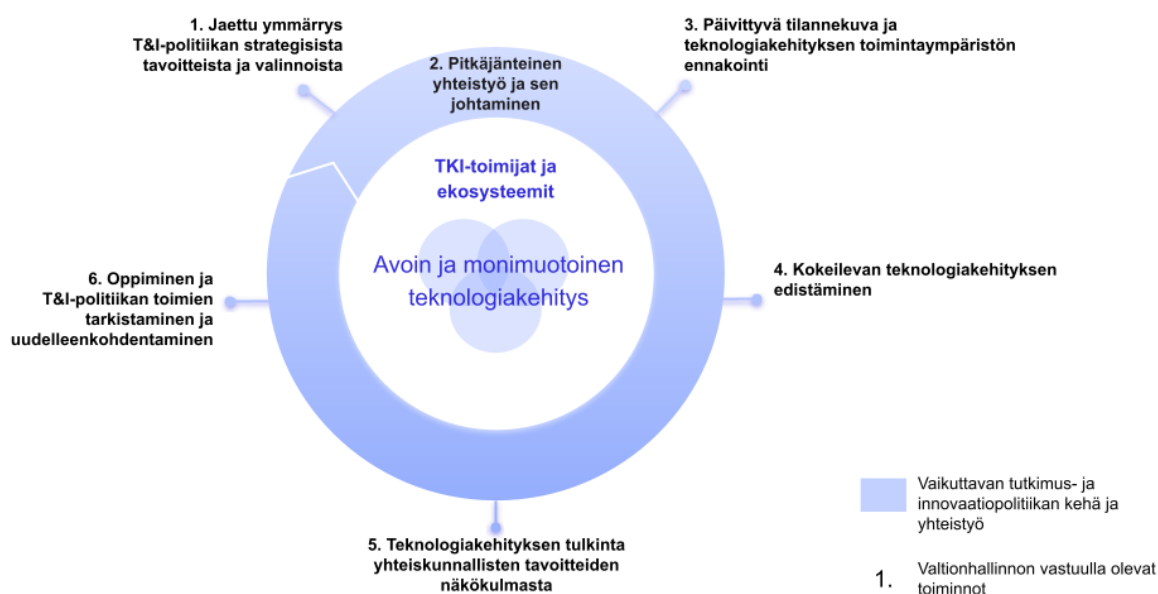 1. Jaettu ymmärrys
T&I-politiikan strategisista
tavoitteista ja valinnoista
2. Pitkäjänteinen
yhteistyö ja sen
johtaminen
3. Päivittyvä tilannekuva ja
teknologiakehityksen toimintaympäristön
ennakointi
TKI-toimijat ja
ekosysteemit
Avoin ja monimuotoinen
teknologiakehitys
4. Kokeilevan teknologiakehityksen
edistäminen
6. Oppiminen ja
T&I-politiikan toimien
tarkistaminen ja
uudelleenkohdentaminen
5. Teknologiakehityksen tulkinta
yhteiskunnallisten tavoitteiden
näkökulmasta
Vaikuttavan tutkimus- ja
innovaatiopolitiikan kehä ja
yhteistyö
1. Valtionhallinnon vastuulla olevat
toiminnot